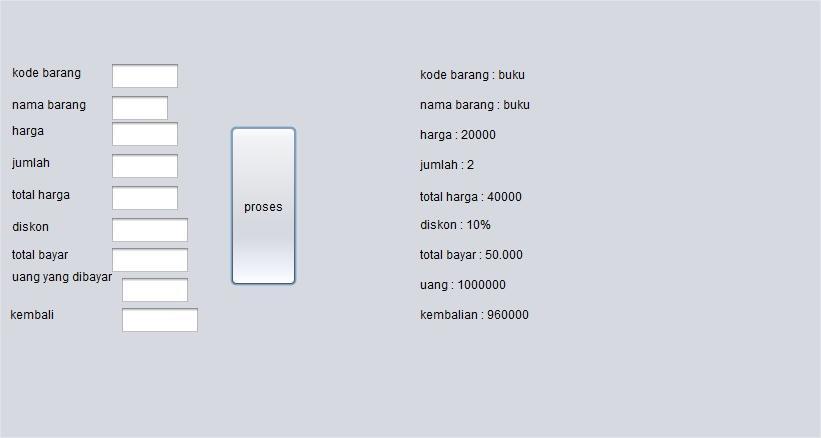 kode barang
nama barang
harga
jumlah
total harga
diskon
total bayar
uang yang dibayar
kembali
proses
kode barang : buku
nama barang : buku
harga : 20000
jumlah : 2
total harga : 40000
diskon : 10%
total bayar : 50.000
uang : 1000000
kembalian : 960000